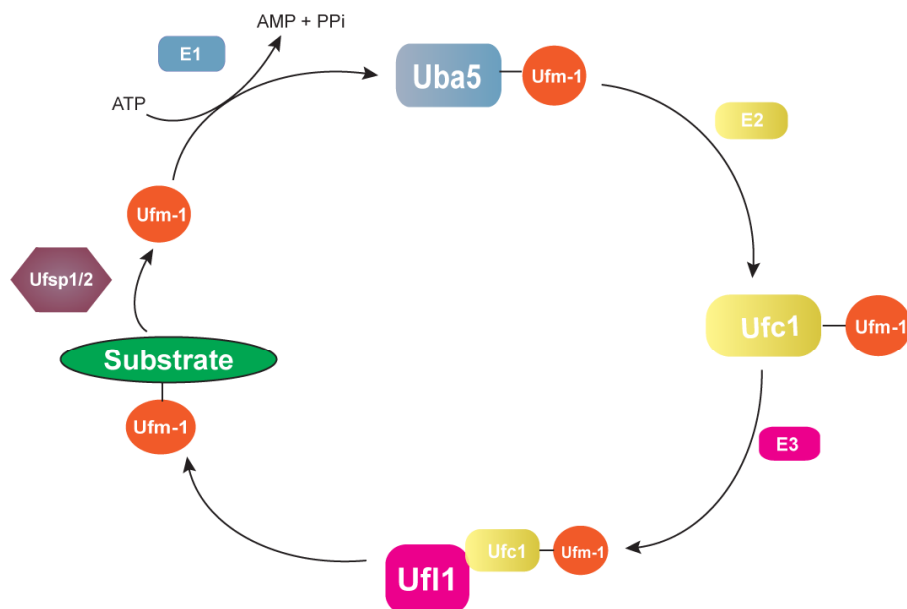 AMP + PPi
E1
ATP
Uba5
Ufm-1
E2
Ufm-1
Ufsp1/2
Ufc1
Ufm-1
Substrate
Ufm-1
E3
Ufl1
Ufc1
Ufm-1